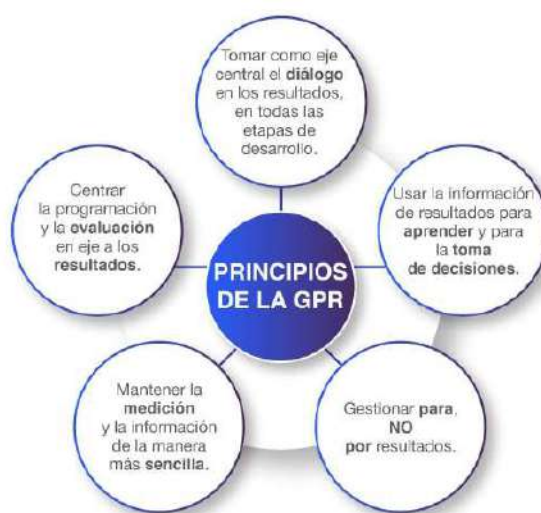 Tomar como eje
central el diálogo
en los resultados,
en todas las
etapas de
desarrollo.
Usar la información
de resultados para
aprender y para
la toma
de decisiones.
Gestionar para,
NO
por resultados.
Mantener la
medición
y la información
de la manera
más sencilla.
Centrar
la programación
y la evaluación
en eje a los
resultados.
PRINCIPIOS
DE LA GPR